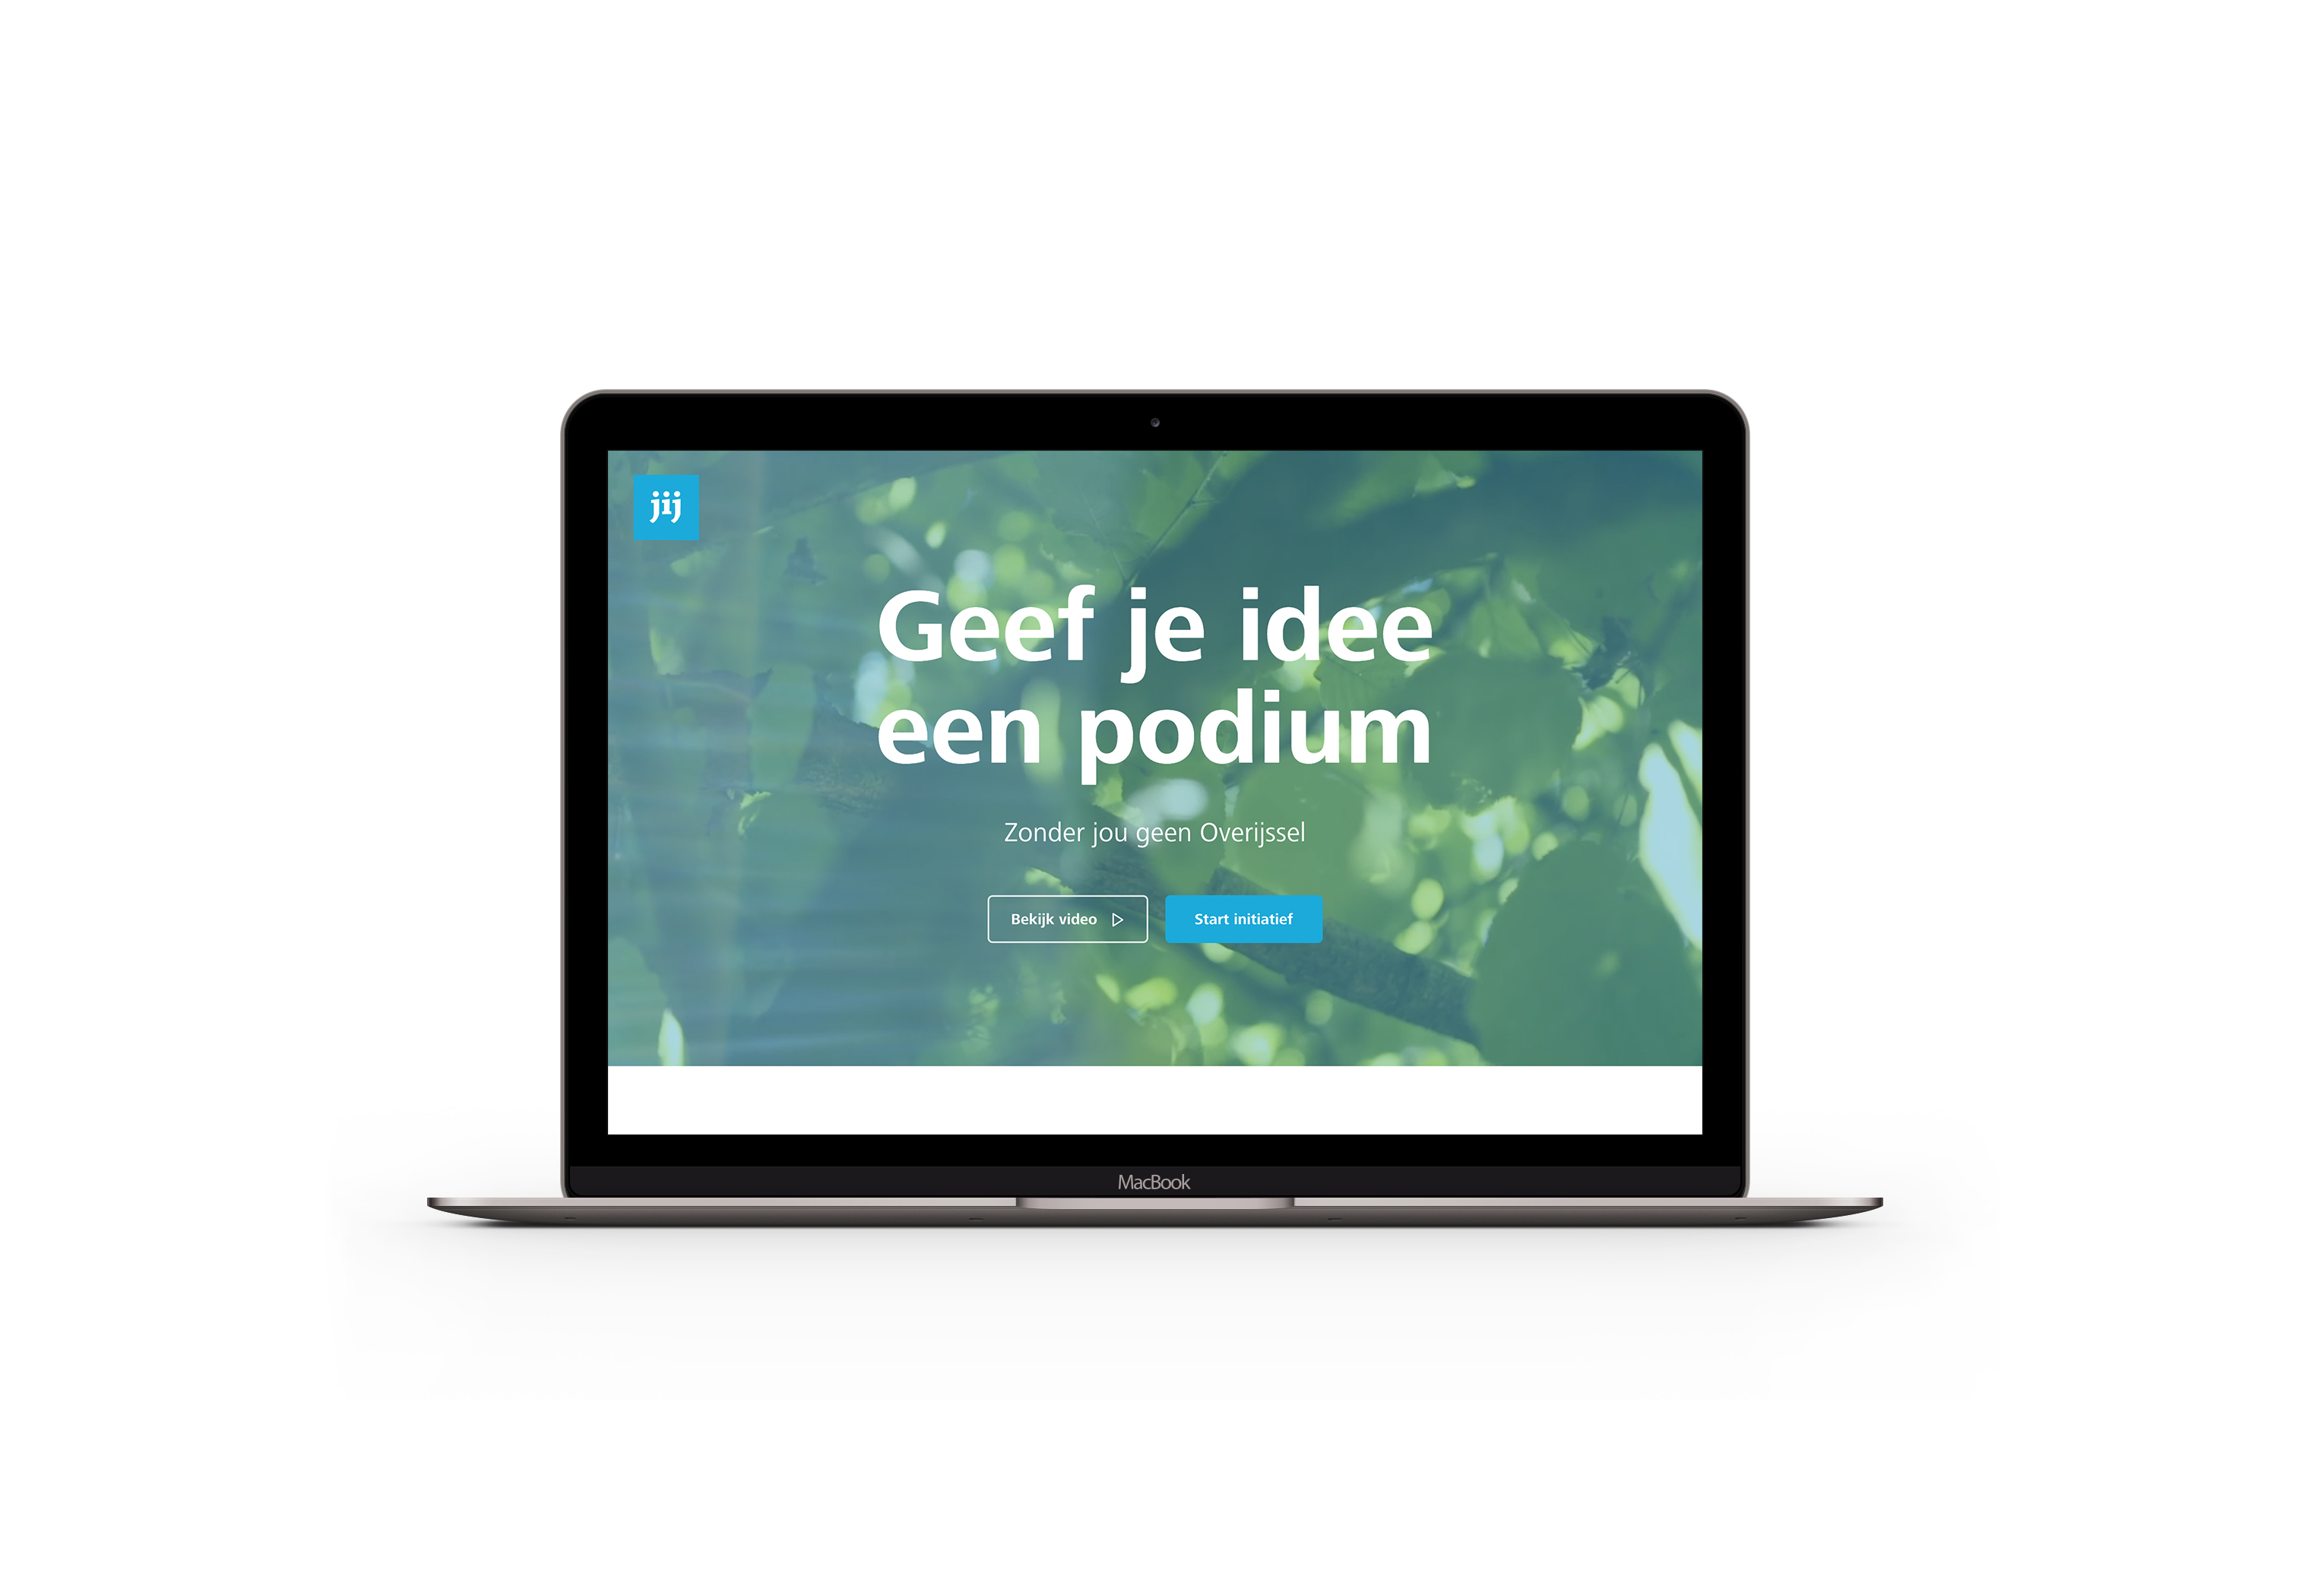 jij
Geef je idee
een podium
Zonder jou geen Overijssel
Bekijk video
Start initiatief
MacBook